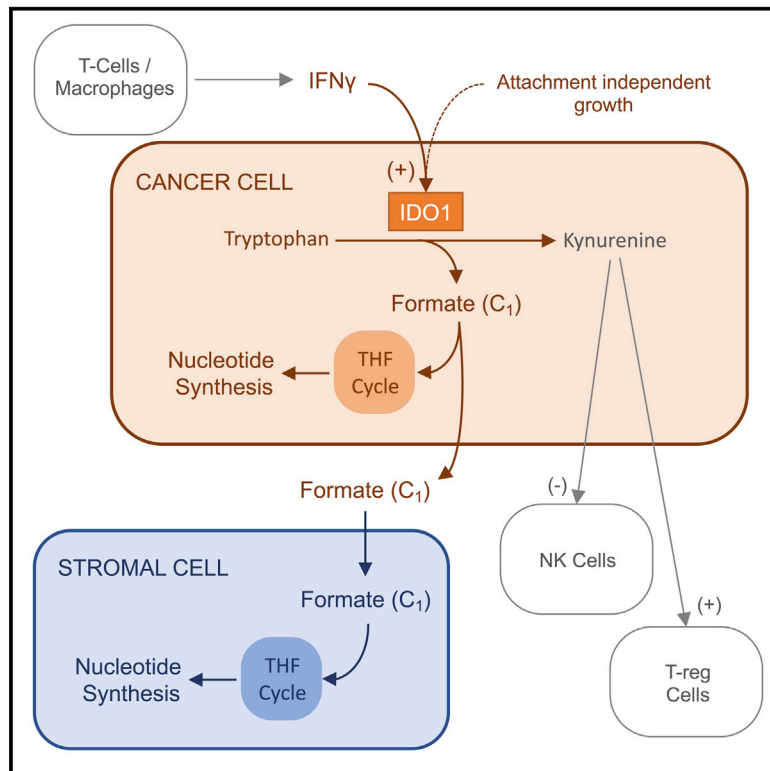 T-Cells /
Macrophages
IFNγ
Attachment independent
growth
(+)
CANCER CELL
IDO1
Tryptophan
Kynurenine
Formate (C₁)
THF
Cycle
Nucleotide
Synthesis
Formate (C₁)
(-)
NK Cells
STROMAL CELL
Formate (C₁)
(+)
T-reg
Cells
THF
Cycle
Nucleotide
Synthesis